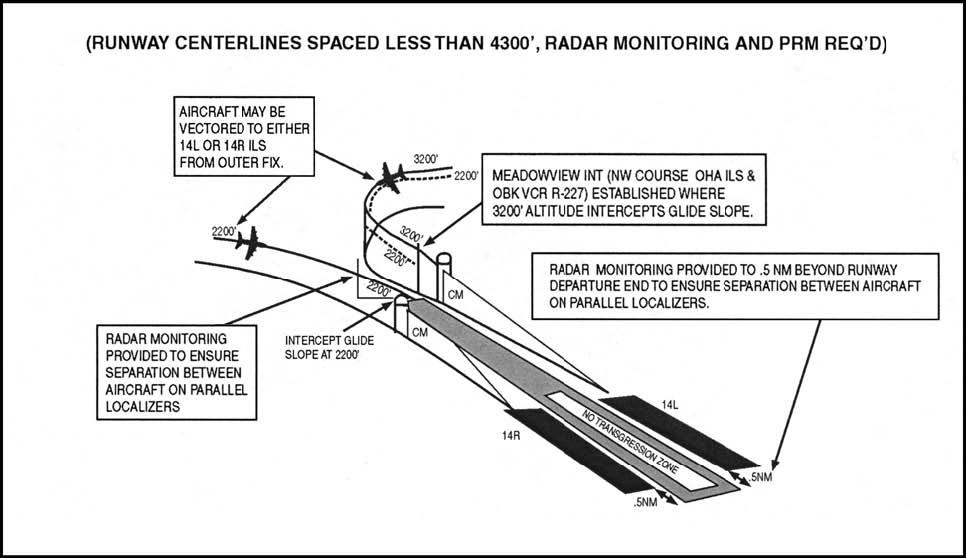 (RUNWAY CENTERLINES SPACED LESS THAN 4300', RADAR MONITORING AND PRM REQ'D)
AIRCRAFT MAY BE
VECTORED TO EITHER
14L OR 14R ILS
FROM OUTER FIX.
3200'
2200'
MEADOWVIEW INT (NW COURSE OHA ILS &
OBK VCR R-227) ESTABLISHED WHERE
3200' ALTITUDE INTERCEPTS GLIDE SLOPE.
2200'
3200'
2200'
2200'
CM
CM
RADAR MONITORING PROVIDED TO .5 NM BEYOND RUNWAY
DEPARTURE END TO ENSURE SEPARATION BETWEEN AIRCRAFT
ON PARALLEL LOCALIZERS.
RADAR MONITORING
PROVIDED TO ENSURE
SEPARATION BETWEEN
AIRCRAFT ON PARALLEL
LOCALIZERS
INTERCEPT GLIDE
SLOPE AT 2200'
14L
14R
NO TRANSGRESSION ZONE
.5NM
.5NM